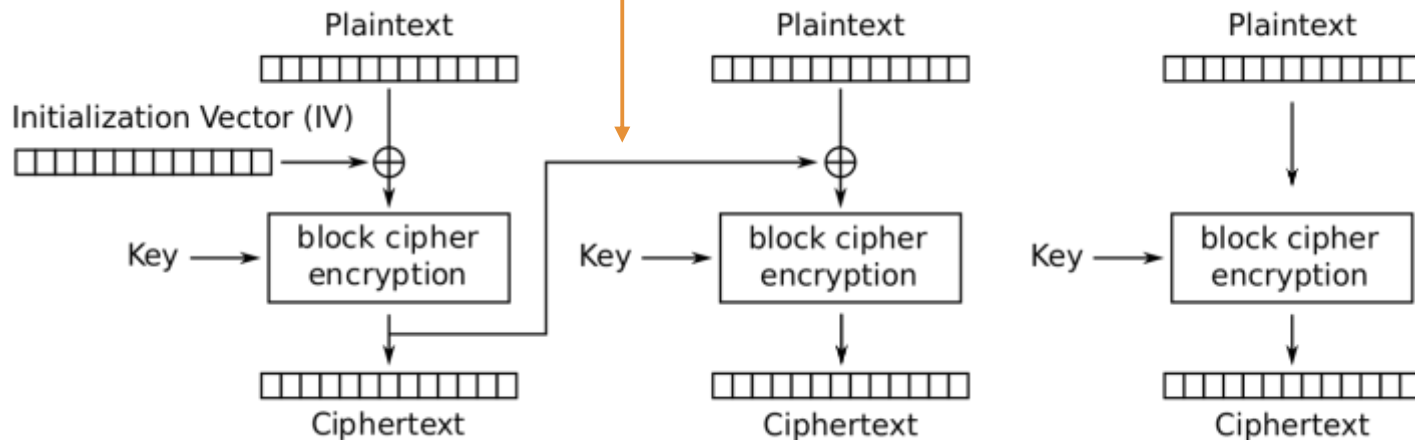 Plaintext
Plaintext
Plaintext
Initialization Vector (IV)
Key
block cipher
encryption
Key
block cipher
encryption
Key
block cipher
encryption
Ciphertext
Ciphertext
Ciphertext